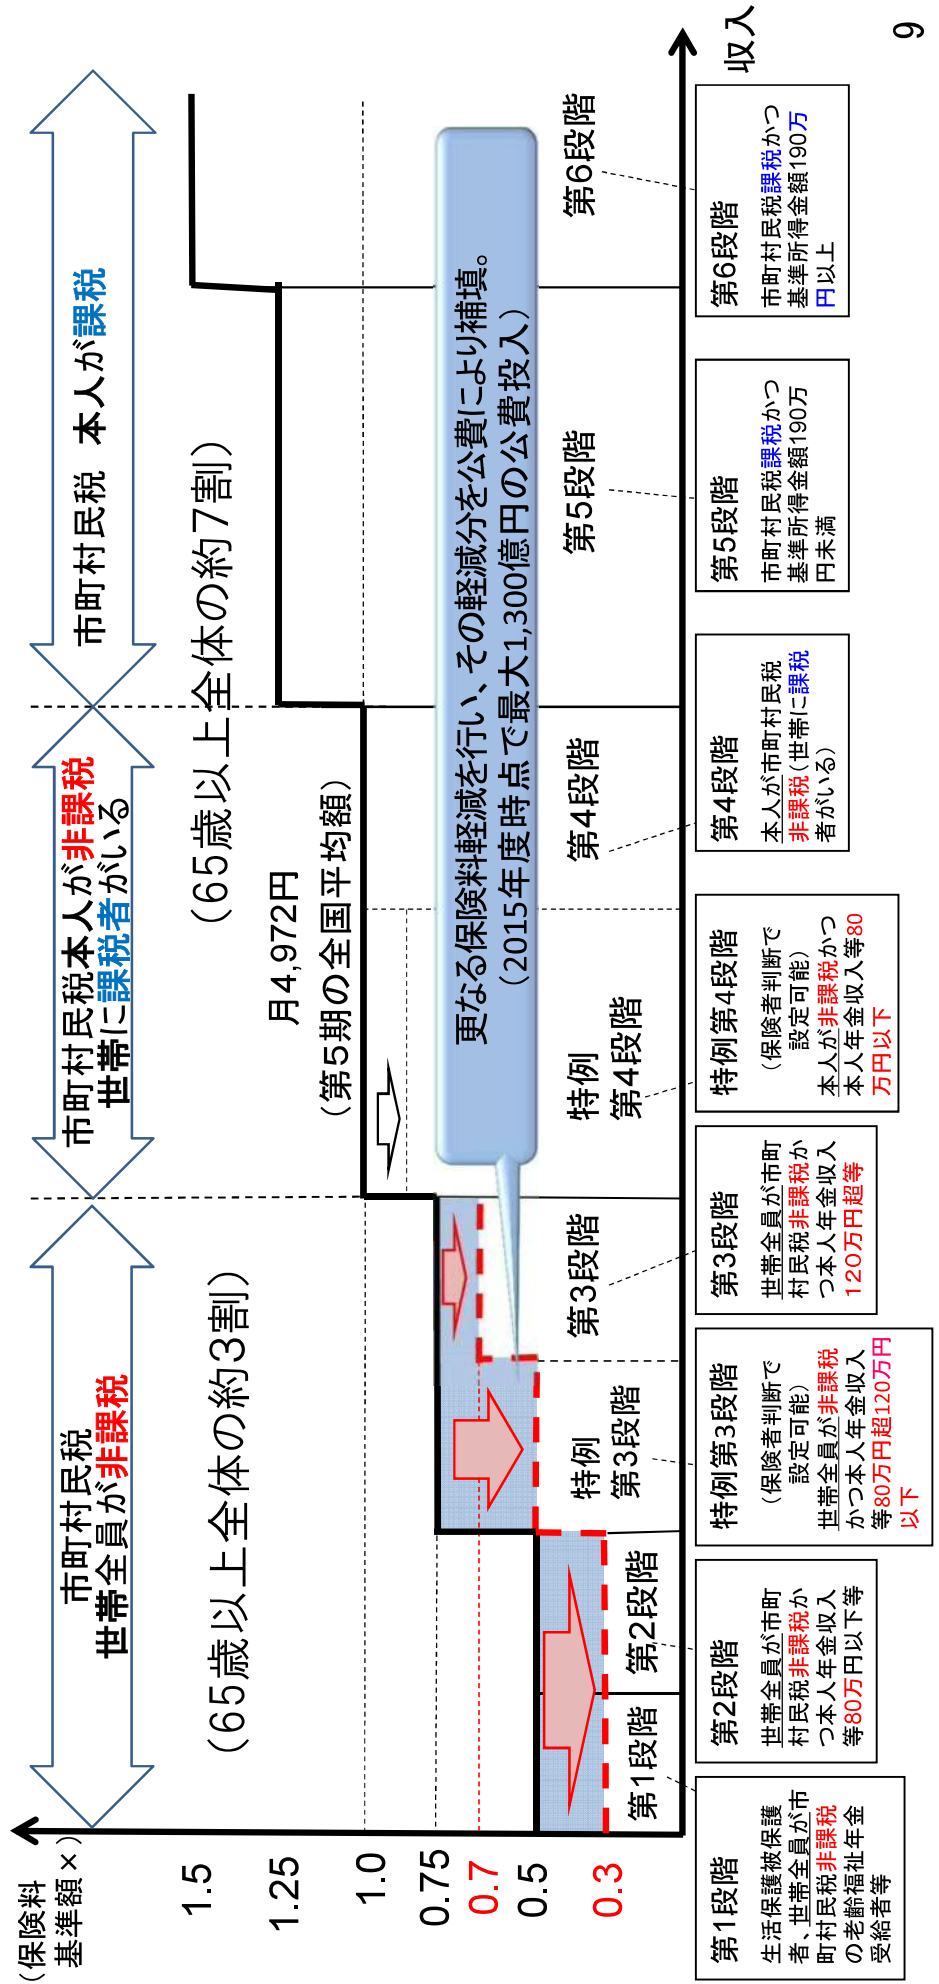 （保険料
基準額×）
市町村民税
世帯全員が非課税
市町村民税本人が非課税
世帯に課税者がいる
市町村民税　本人が課税
（65歳以上全体の約3割）
（65歳以上全体の約7割）
月4,972円
（第5期の全国平均額）
1.5
1.25
1.0
0.75
0.7
0.5
0.3
更なる保険料軽減を行い、その軽減分を公費により補填。
（2015年度時点で最大1,300億円の公費投入）
第1段階
第2段階
特例
第3段階
第3段階
特例
第4段階
第4段階
第5段階
第6段階
収入
第1段階
生活保護被保護
者、世帯全員が市
町村民税非課税
の老齢福祉年金
受給者等
第2段階
世帯全員が市町
村民税非課税か
つ本人年金収入
等80万円以下等
特例第3段階
（保険者判断で
設定可能）
世帯全員が非課税
かつ本人年金収入
等80万円超120万円
以下
第3段階
世帯全員が市町
村民税非課税か
つ本人年金収入
120万円超等
特例第4段階
（保険者判断で
設定可能）
本人が非課税かつ
本人年金収入等80
万円以下
第4段階
本人が市町村民税
非課税（世帯に課税
者がいる）
第5段階
市町村民税課税かつ
基準所得金額190万
円未満
第6段階
市町村民税課税かつ
基準所得金額190万
円以上
9